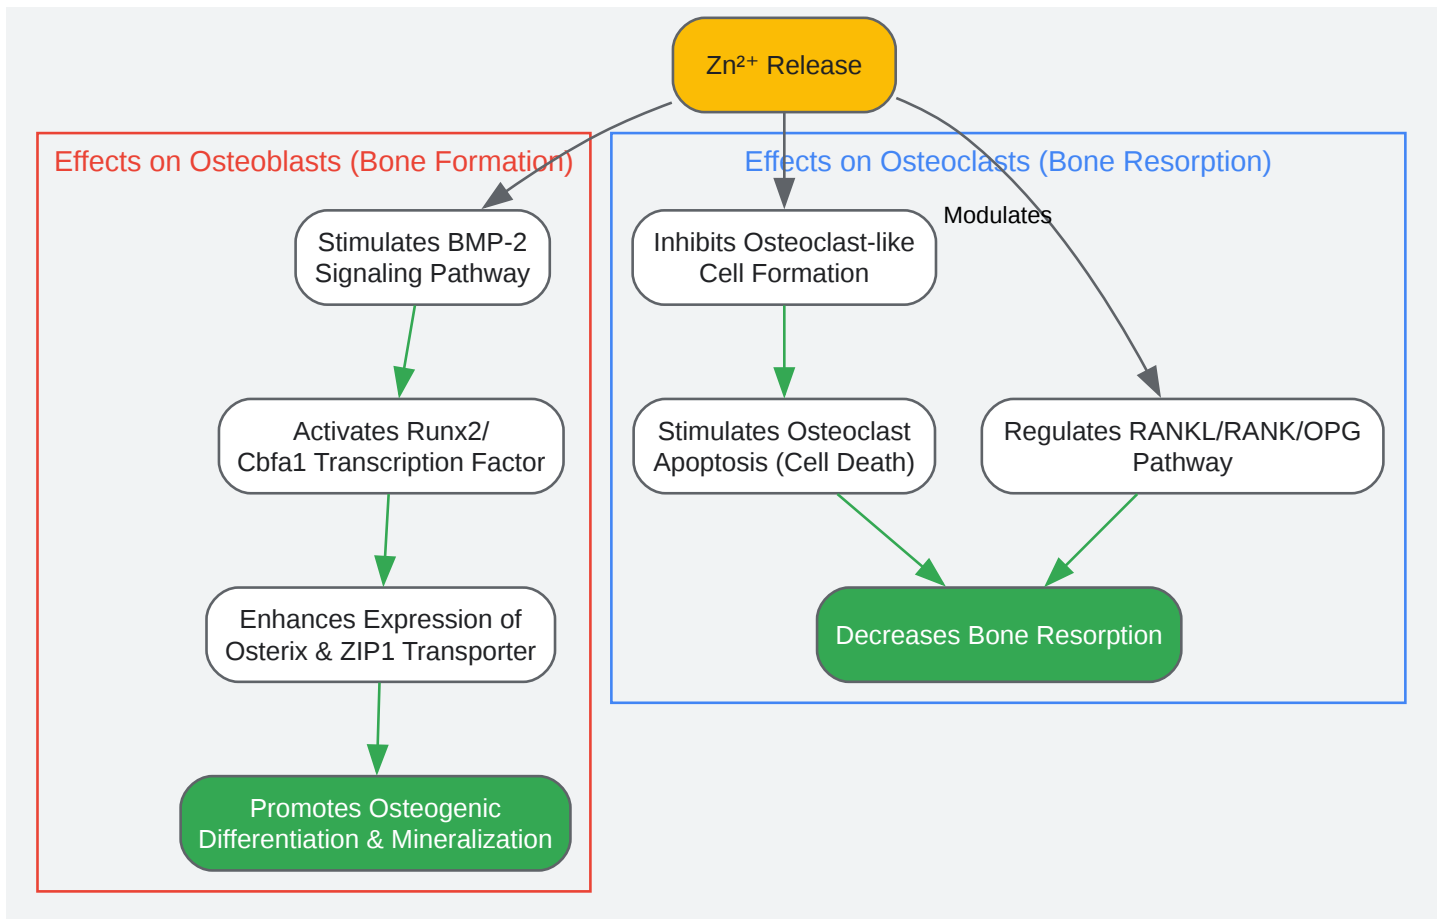 Zn²⁺ Release
Effects on Osteoblasts (Bone Formation)
Effects on Osteoclasts (Bone Resorption)
Modulates
Stimulates BMP-2
Signaling Pathway
Inhibits Osteoclast-like
Cell Formation
Activates Runx2/
Cbfa1 Transcription Factor
Stimulates Osteoclast
Apoptosis (Cell Death)
Regulates RANKL/RANK/OPG
Pathway
Enhances Expression of
Osterix & ZIP1 Transporter
Decreases Bone Resorption
Promotes Osteogenic
Differentiation & Mineralization